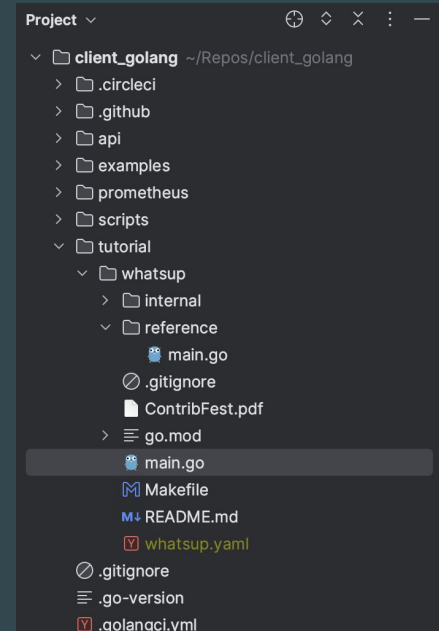 Project
client_golang ~/Repos/client_golang
.circleci
.github
api
examples
prometheus
scripts
tutorial
whatsup
internal
reference
main.go
.gitignore
ContribFest.pdf
go.mod
main.go
Makefile
README.md
whatsup.yaml
.gitignore
.go-version
.golangci.yml